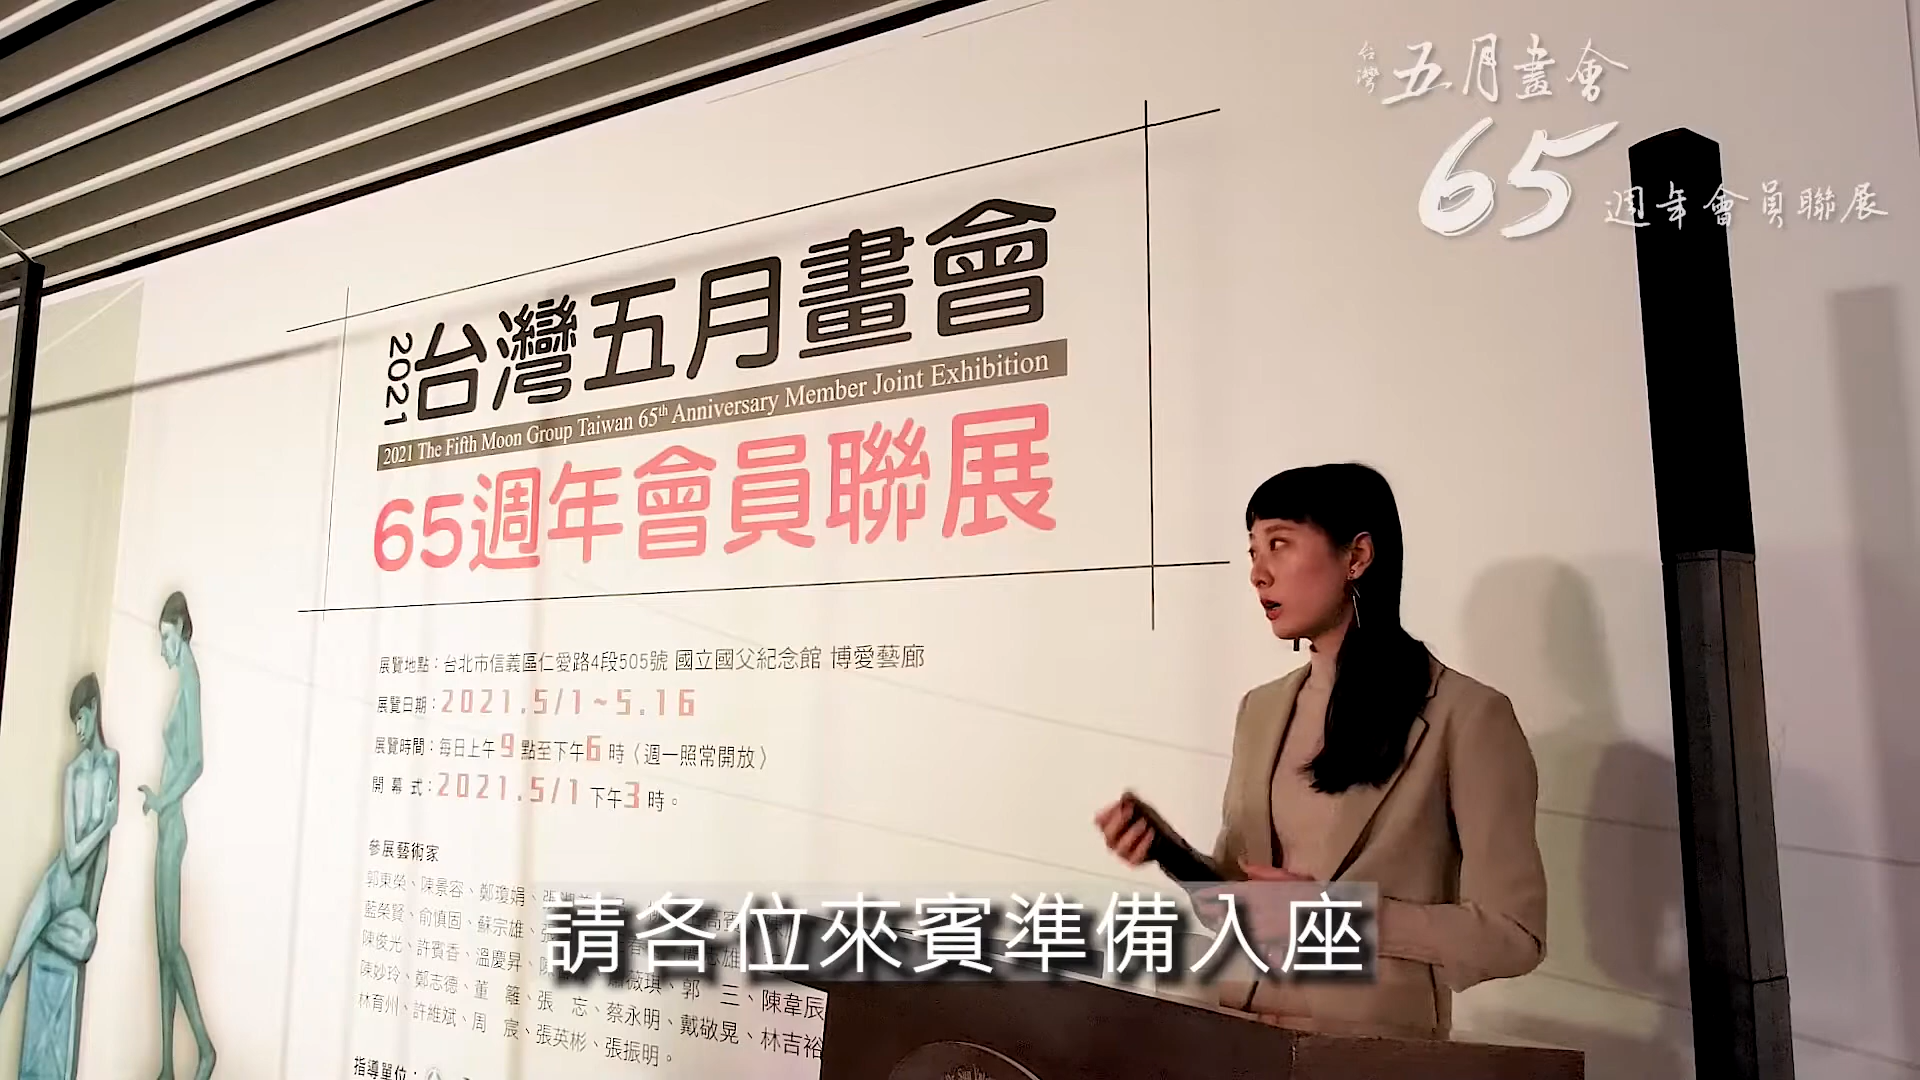 台灣 五月畫會
65 週年會員聯展
2021 台灣五月畫會
2021 The Fifth Moon Group Taiwan 65th Anniversary Member Joint Exhibition
65週年會員聯展
展覽地點：台北市信義區仁愛路4段505號 國立國父紀念館 博愛藝廊
展覽日期：2021.5/1~5.16
展覽時間：每日上午9點至下午6時〈週一照常開放〉
開幕式：2021.5/1下午3時。
參展藝術家
郭東榮、陳景容、鄭瓊娟、
藍榮賢、俞慎固、蘇宗雄、
陳俊光、許賓香、溫慶昇、
陳妙玲、鄭志德、董 籬、張 忘、蔡永明、戴敬晃、林吉裕
郭 三、陳韋辰
林育州、許維斌、周 宸、張英彬、張振明。
指導單位：
請各位來賓準備入座